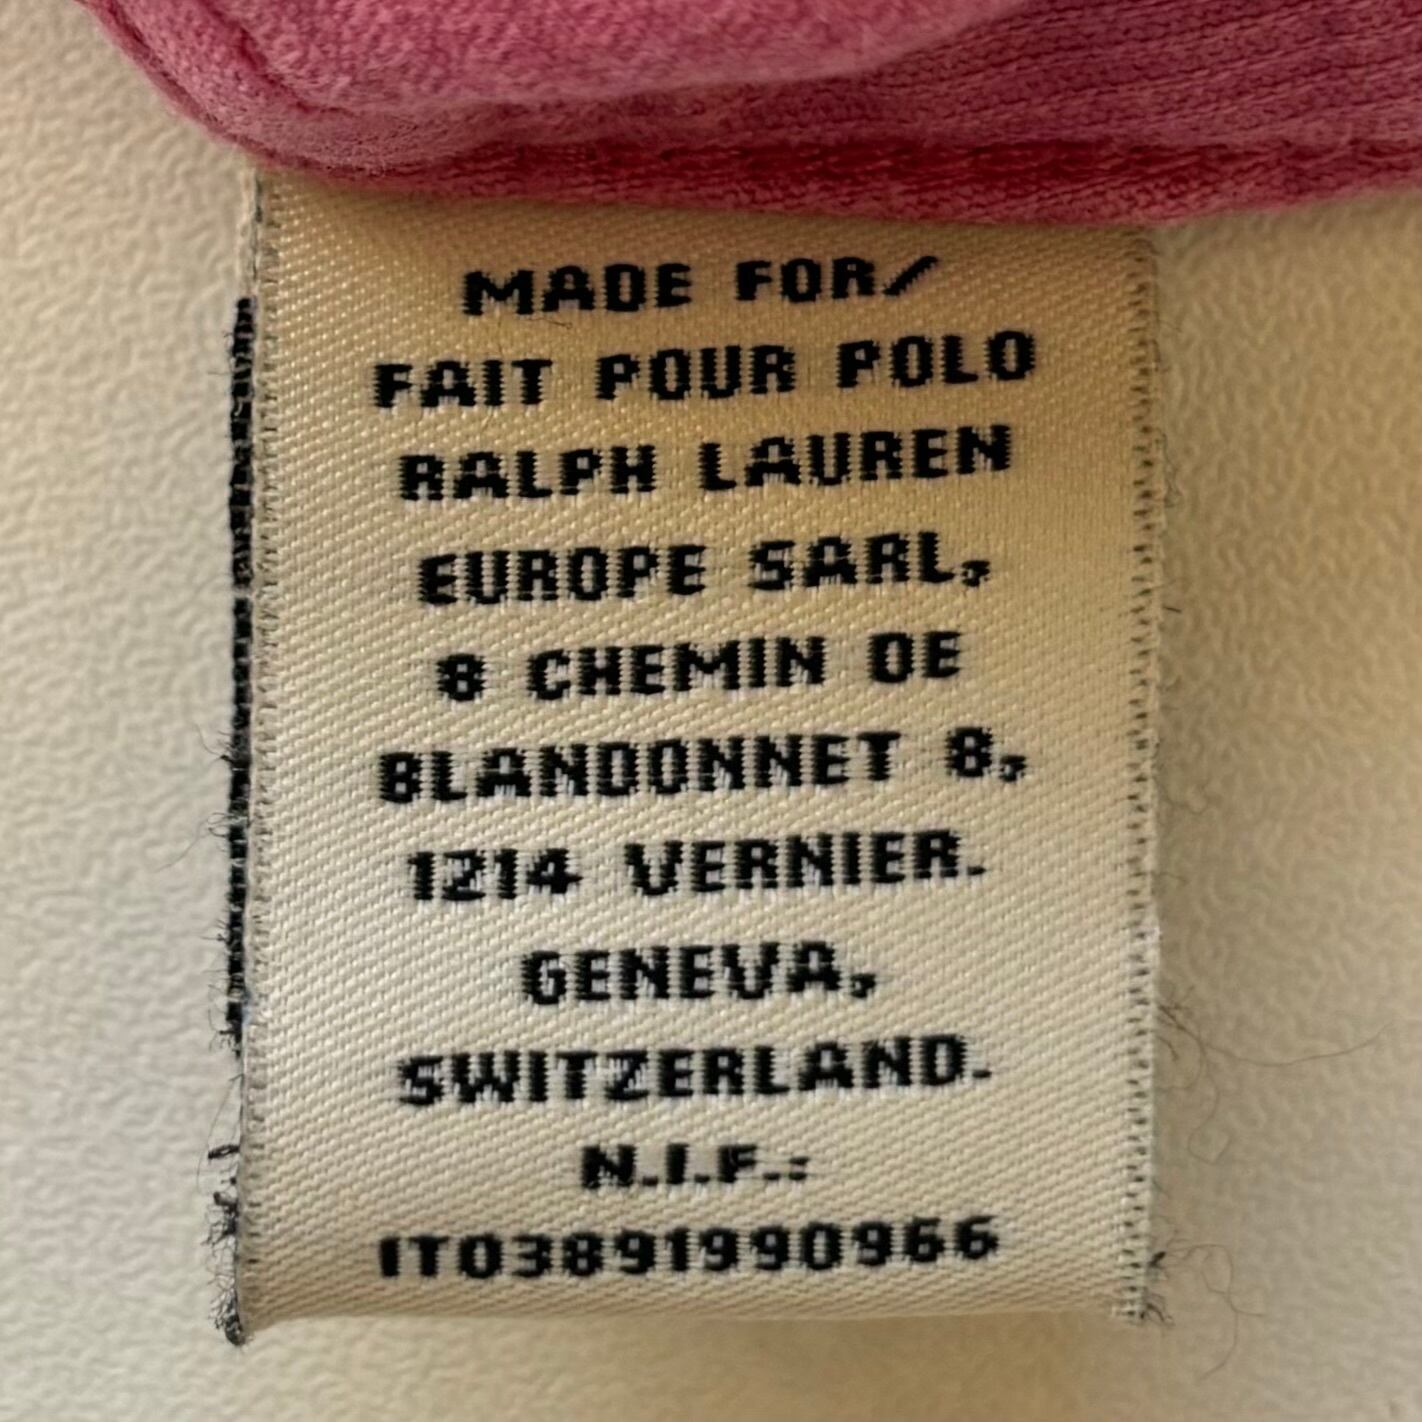 MADE FOR/
FAIT POUR POLO
RALPH LAUREN
EUROPE SARL,
8 CHEMIN DE
BLANDONNET 8,
1214 VERNIER.
GENEVA,
SWITZERLAND.
N.I.F.:
IT03891990966